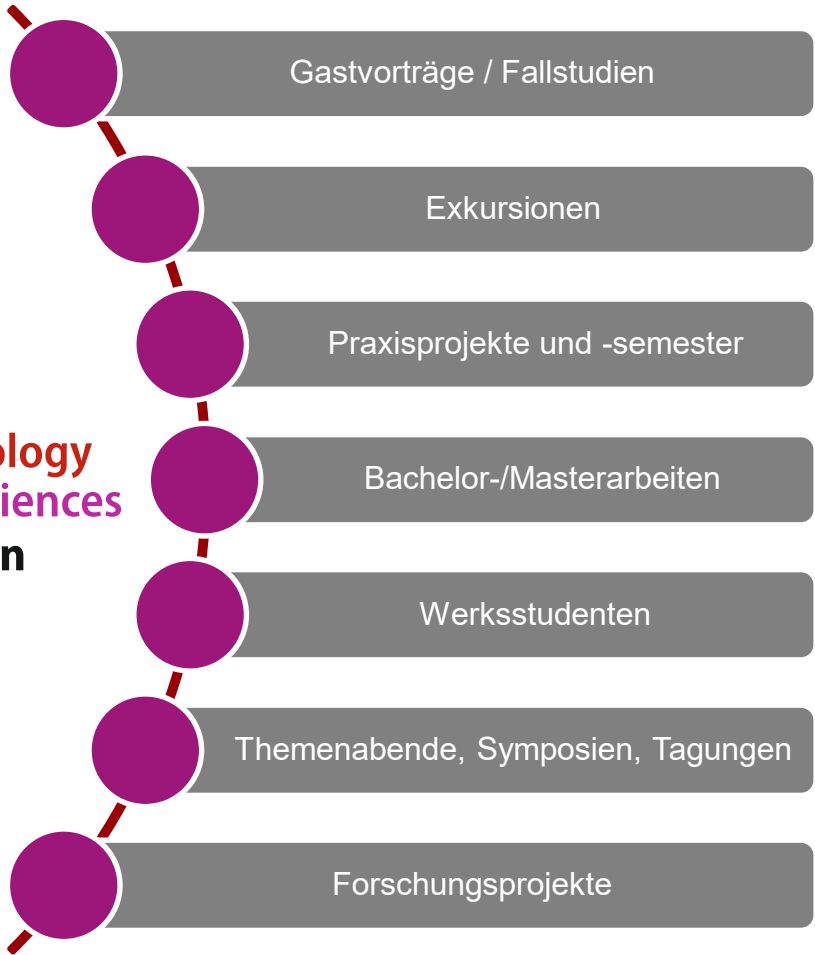 Gastvorträge / Fallstudien
Exkursionen
Praxisprojekte und -semester
Bachelor-/Masterarbeiten
ology
iences
n
Werksstudenten
Themenabende, Symposien, Tagungen
Forschungsprojekte